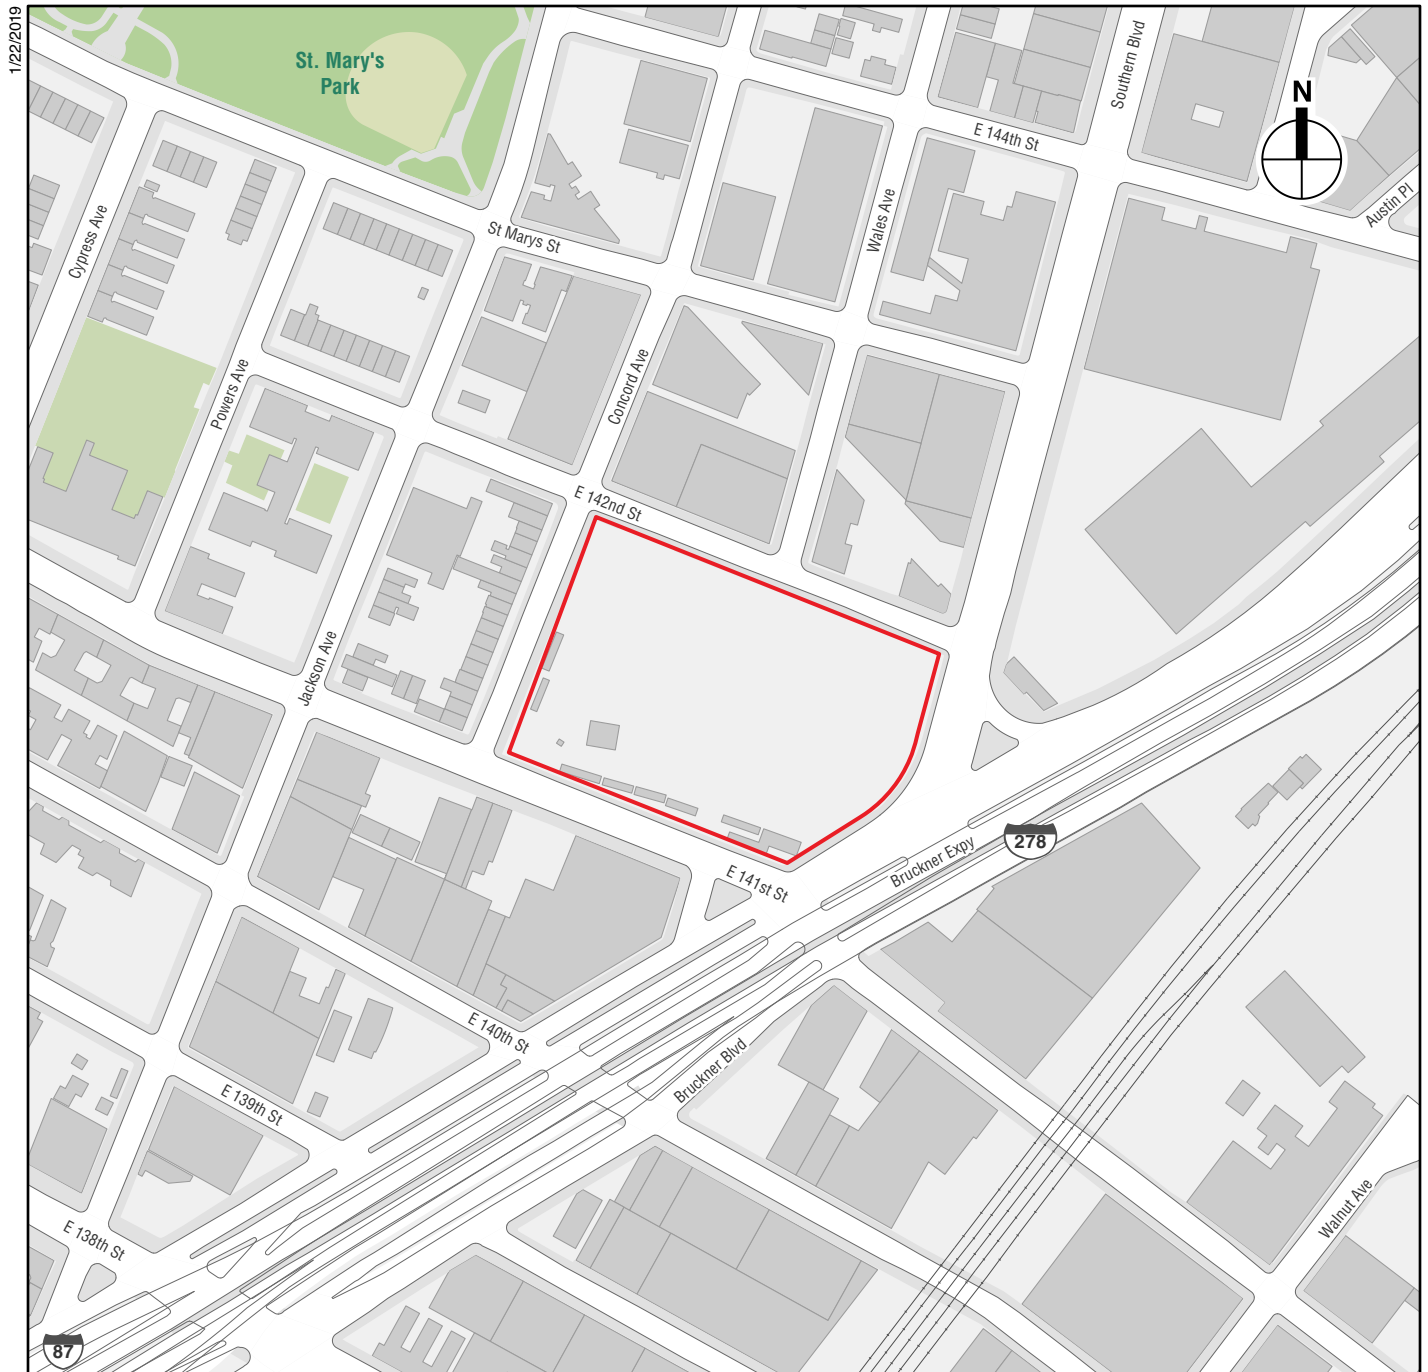 1/22/2019
St. Mary's
Park
Southern Blvd
N
E 144th St
Austin Pl
Cypress Ave
St Marys St
Wales Ave
Powers Ave
Concord Ave
E 142nd St
Jackson Ave
278
Bruckner Expy
E 141st St
E 140th St
Bruckner Blvd
E 139th St
Walnut Ave
E 138th St
87